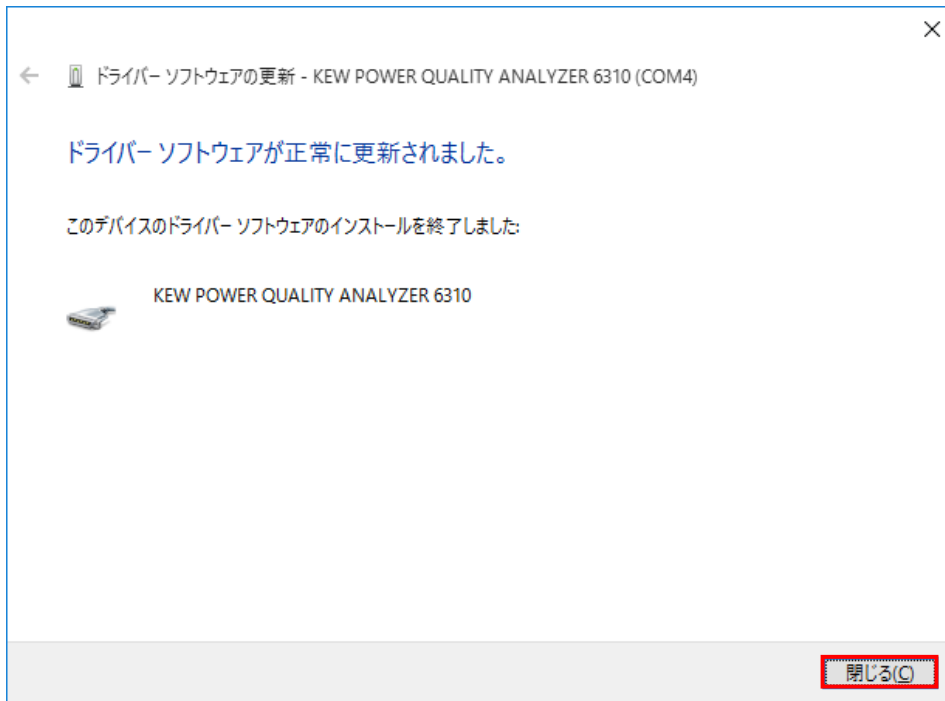 ドライバー ソフトウェアの更新 - KEW POWER QUALITY ANALYZER 6310 (COM4)
ドライバー ソフトウェアが正常に更新されました。
このデバイスのドライバー ソフトウェアのインストールを終了しました:
KEW POWER QUALITY ANALYZER 6310
閉じる(C)